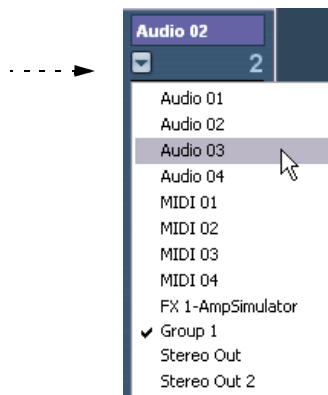 Audio 02
2
Audio 01
Audio 02
Audio 03
Audio 04
MIDI 01
MIDI 02
MIDI 03
MIDI 04
FX 1-AmpSimulator
Group 1
Stereo Out
Stereo Out 2